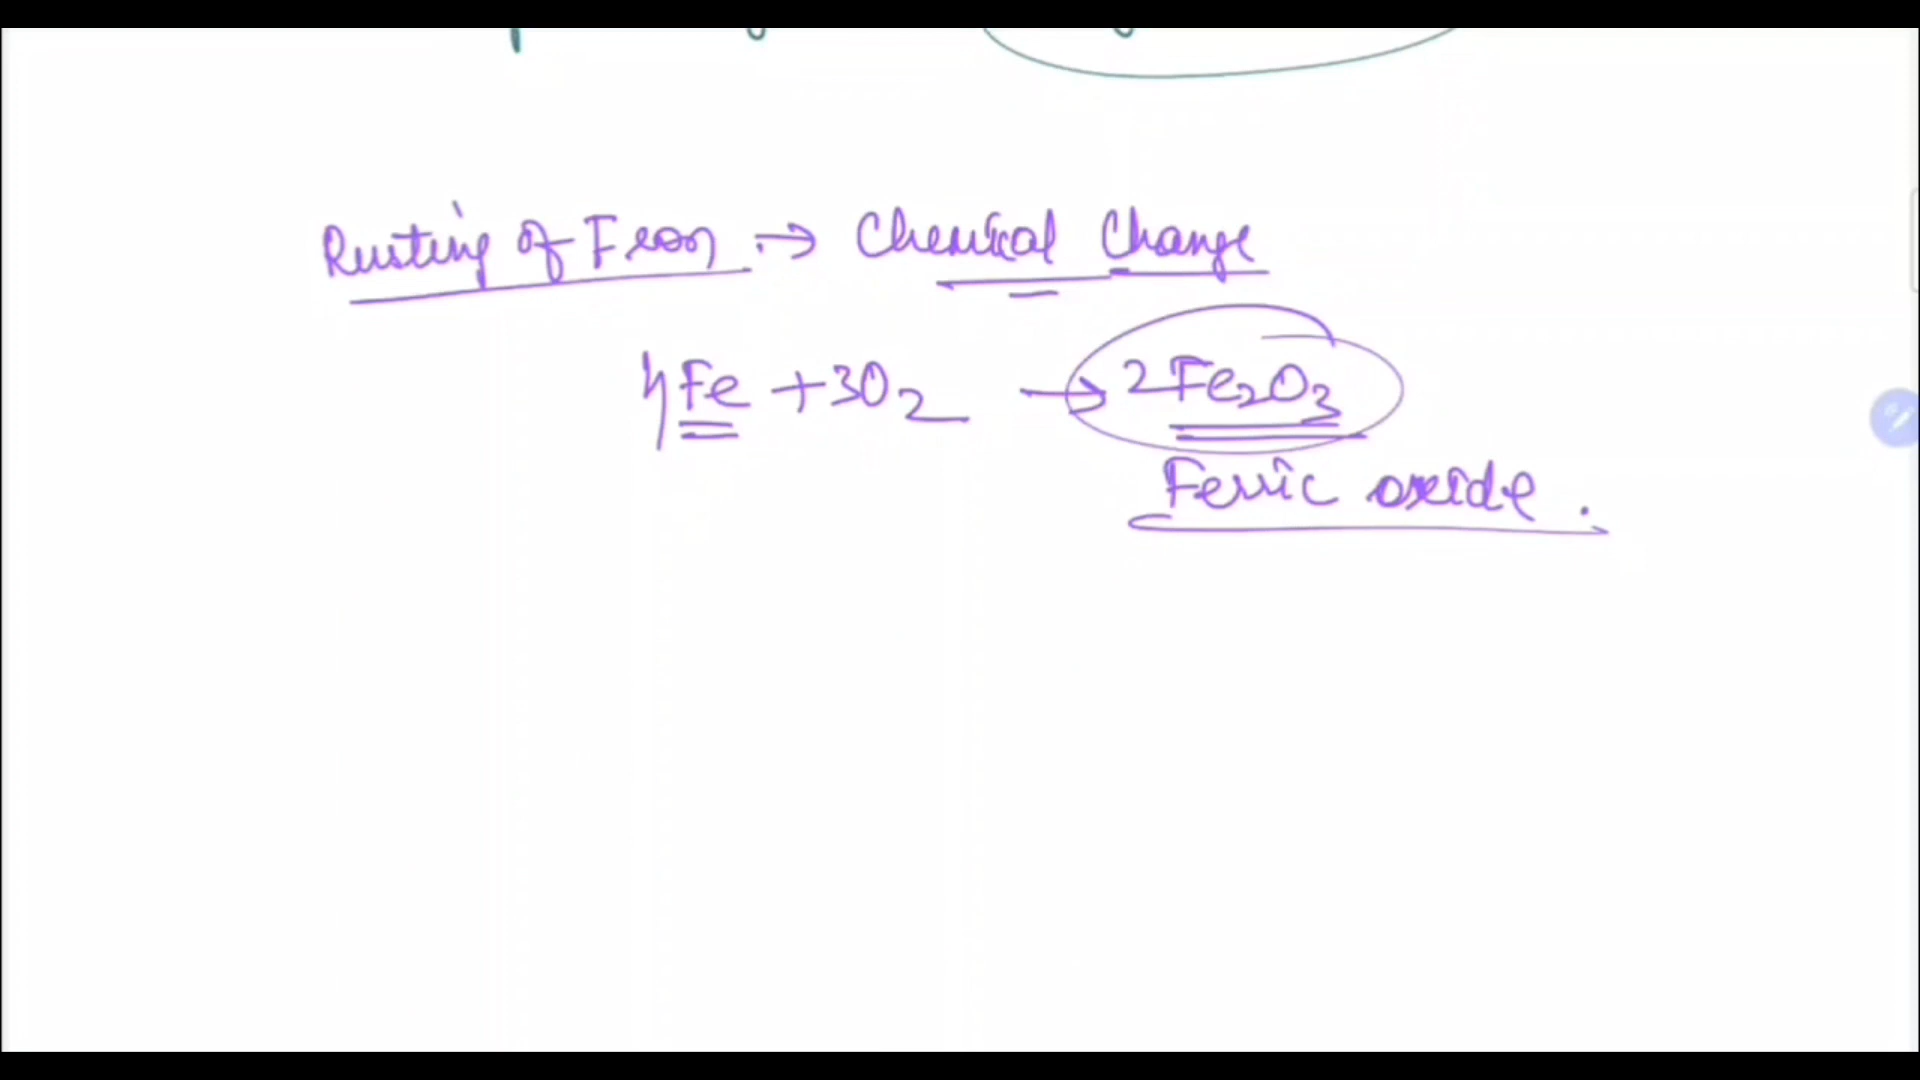 Rusting of Iron → Chemical Change
4Fe + 3O₂ → 2Fe₂O₃
Ferric oxide.